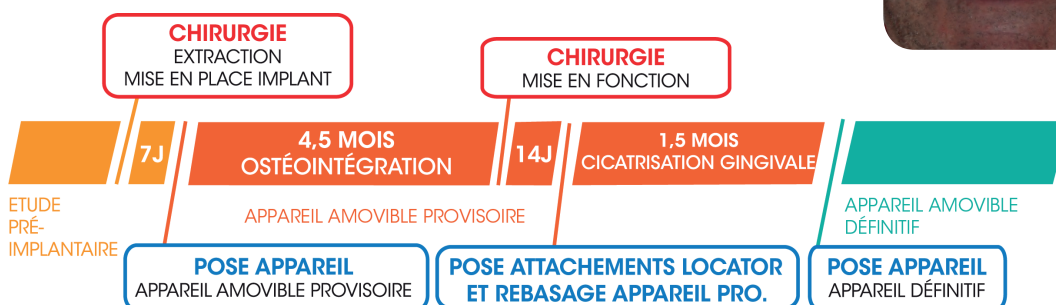 CHIRURGIE
EXTRACTION
MISE EN PLACE IMPLANT
CHIRURGIE
MISE EN FONCTION
7J
4,5 MOIS
OSTÉOINTÉGRATION
14J
1,5 MOIS
CICATRISATION GINGIVALE
ETUDE
PRÉ-
IMPLANTAIRE
APPAREIL AMOVIBLE PROVISOIRE
APPAREIL AMOVIBLE
DÉFINITIF
POSE APPAREIL
APPAREIL AMOVIBLE PROVISOIRE
POSE ATTACHEMENTS LOCATOR
ET REBASAGE APPAREIL PRO.
POSE APPAREIL
APPAREIL DÉFINITIF